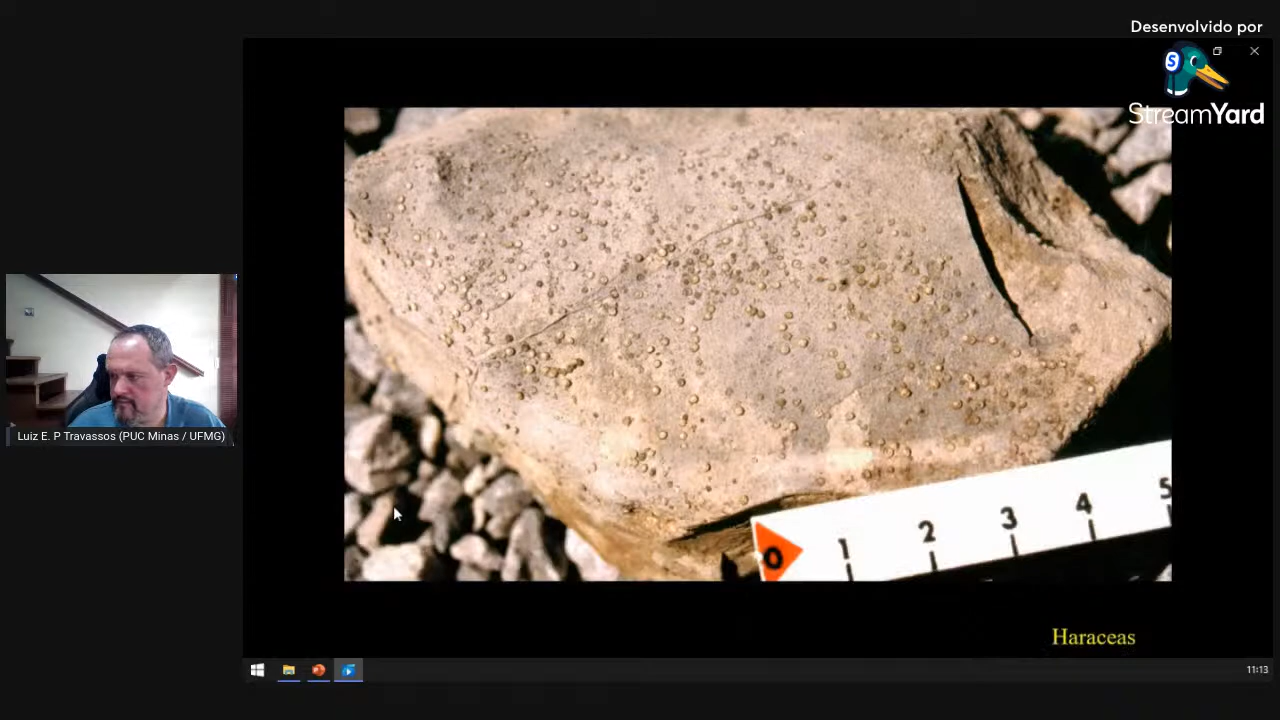 Desenvolvido por
StreamYard
S
Luiz E. P Travassos (PUC Minas / UFMG)
0 1 2 3 4 5
Haraceas
11:13